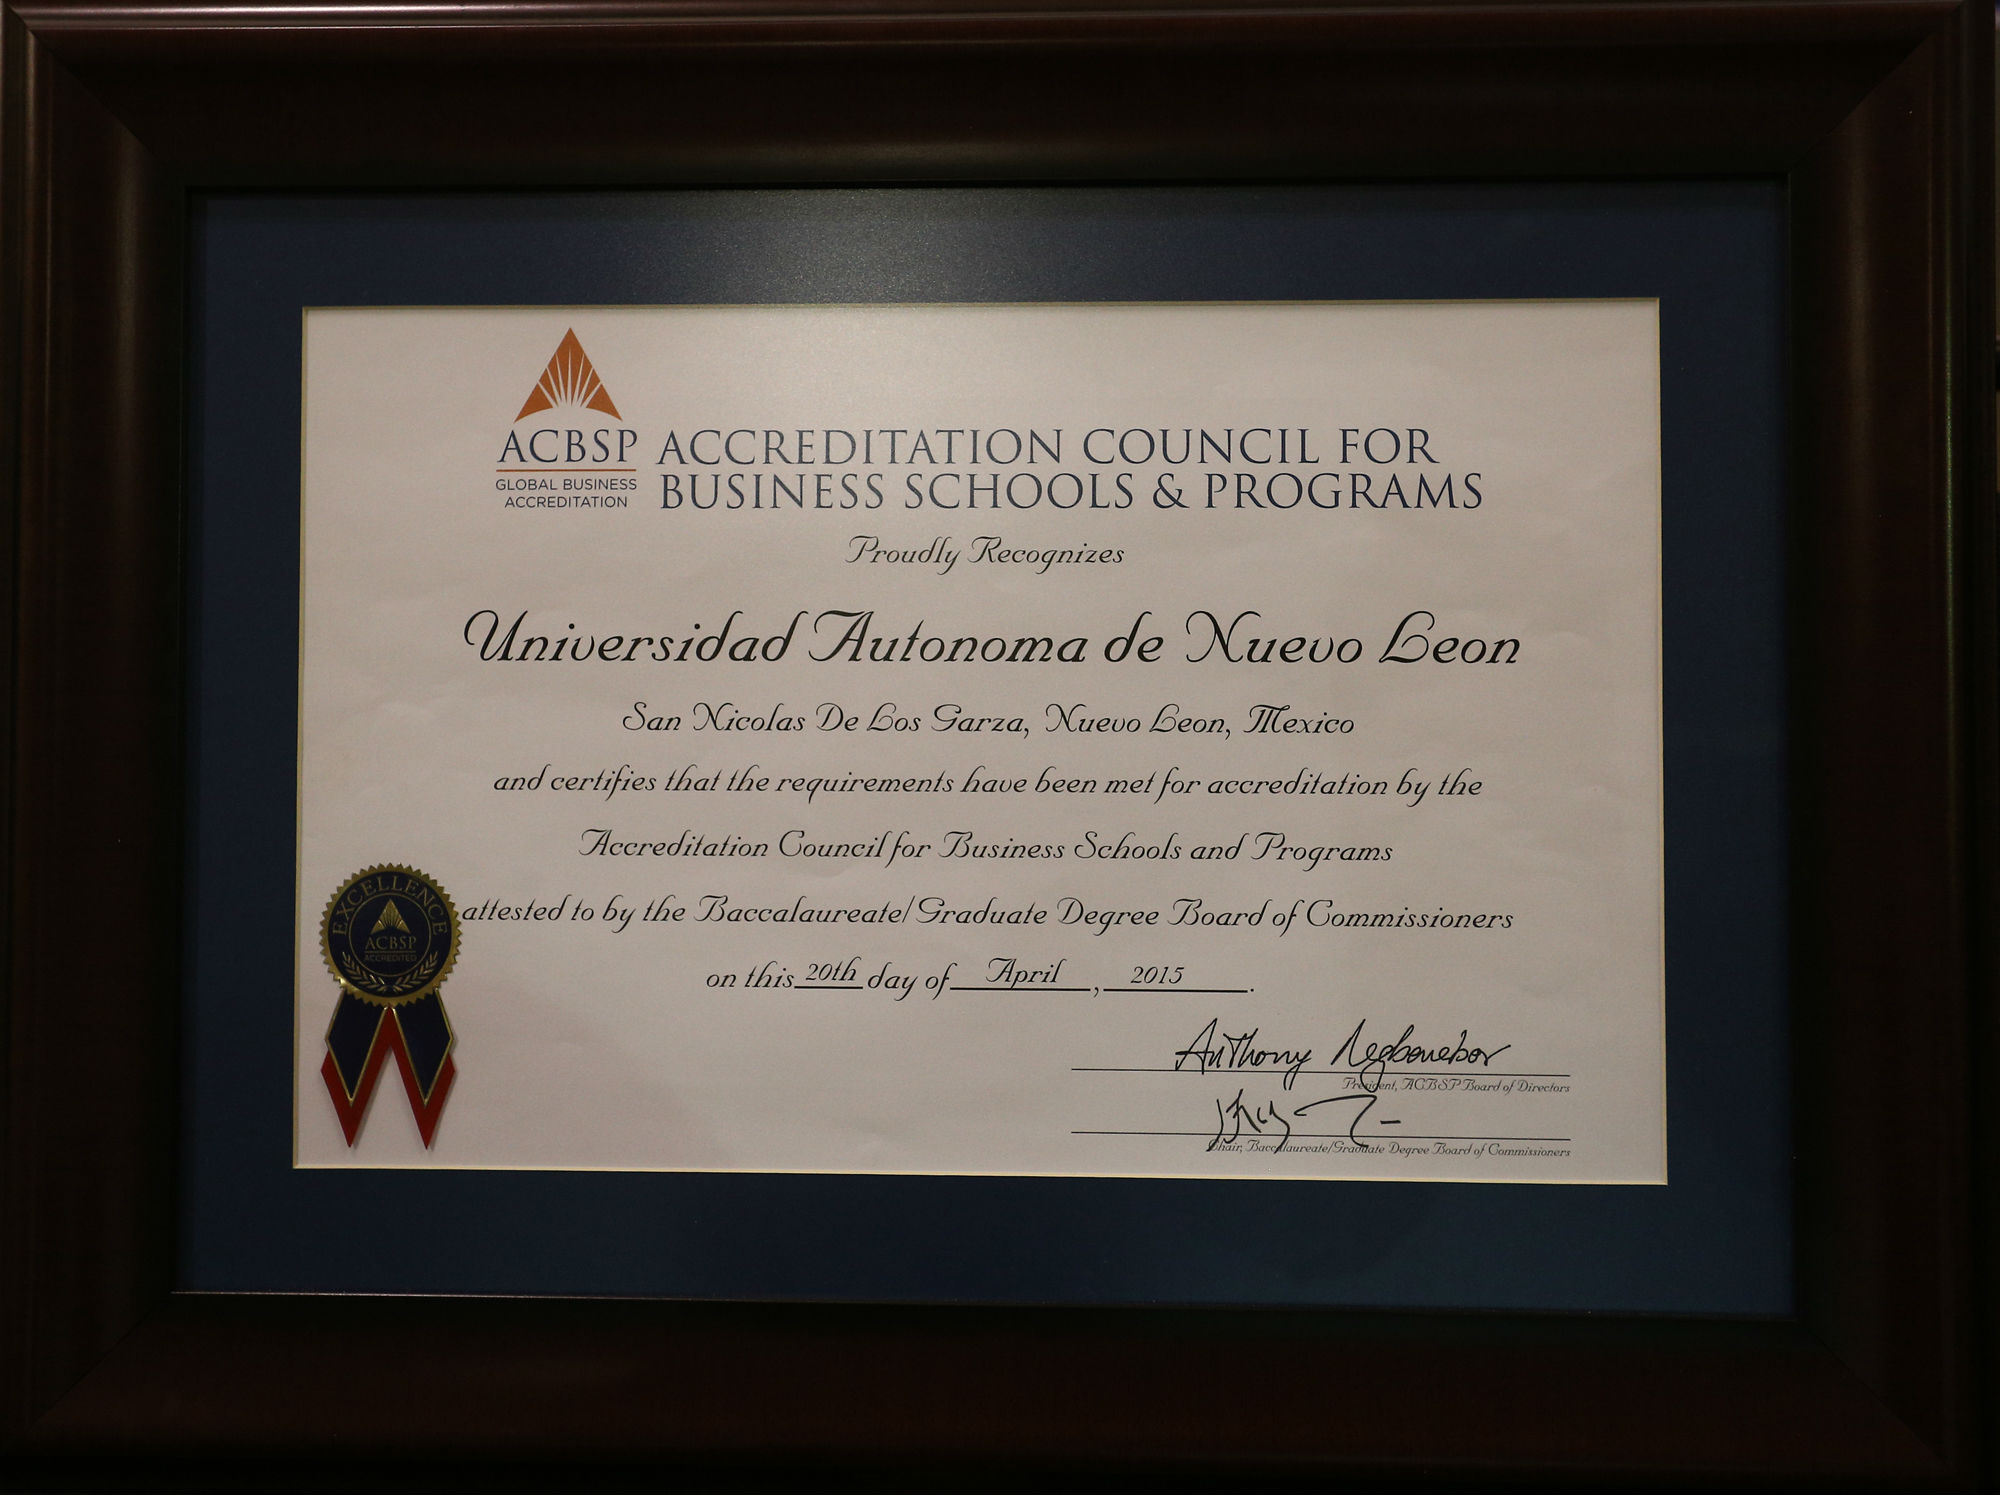 ACBSP
GLOBAL BUSINESS
ACCREDITATION
ACCREDITATION COUNCIL FOR
BUSINESS SCHOOLS & PROGRAMS
Proudly Recognizes
Universidad Autonoma de Nuevo Leon
San Nicolas De Los Garza, Nuevo Leon, Mexico
and certifies that the requirements have been met for accreditation by the
Accreditation Council for Business Schools and Programs
attested to by the Baccalaureate/Graduate Degree Board of Commissioners
on this 20th day of April, 2015.
EXCELLENCE
ACBSP
ACCREDITED
Anthony Negbenebor
President, ACBSP Board of Directors
Chair, Baccalaureate/Graduate Degree Board of Commissioners